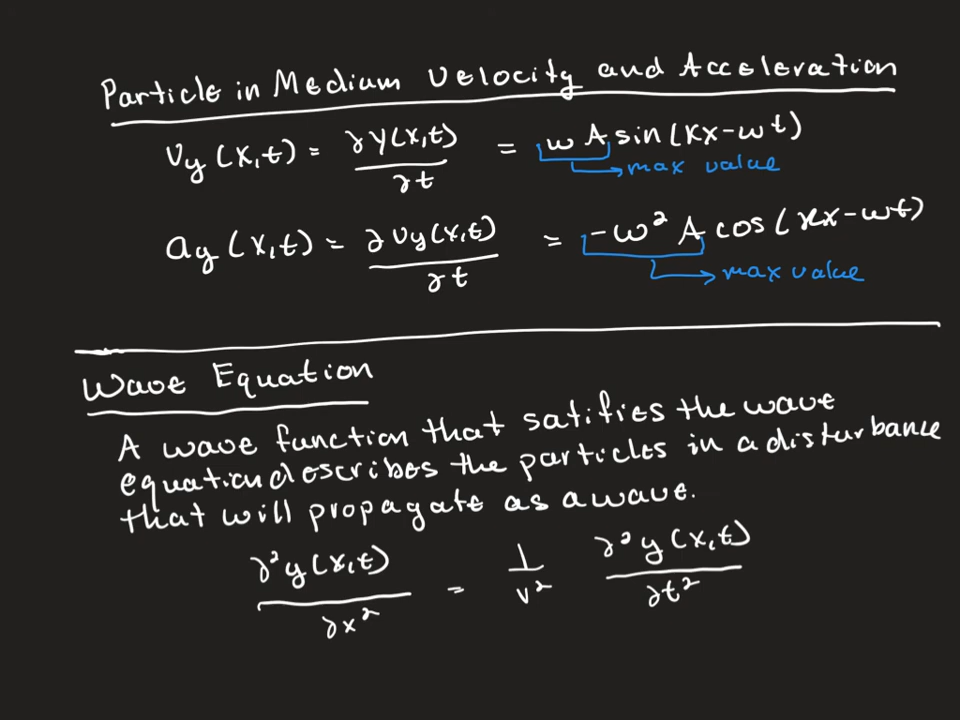 Particle in Medium Velocity and Acceleration
Vy(x,t) = ∂y(x,t)/∂t = ωA sin(kx-ωt)
max value
ay(x,t) = ∂vy(x,t)/∂t = -ω²A cos(kx-ωt)
max value
Wave Equation
A wave function that satifies the wave
equation describes the particles in a disturbance
that will propagate as a wave.
∂²y(x,t)/∂x² = 1/v² ∂²y(x,t)/∂t²